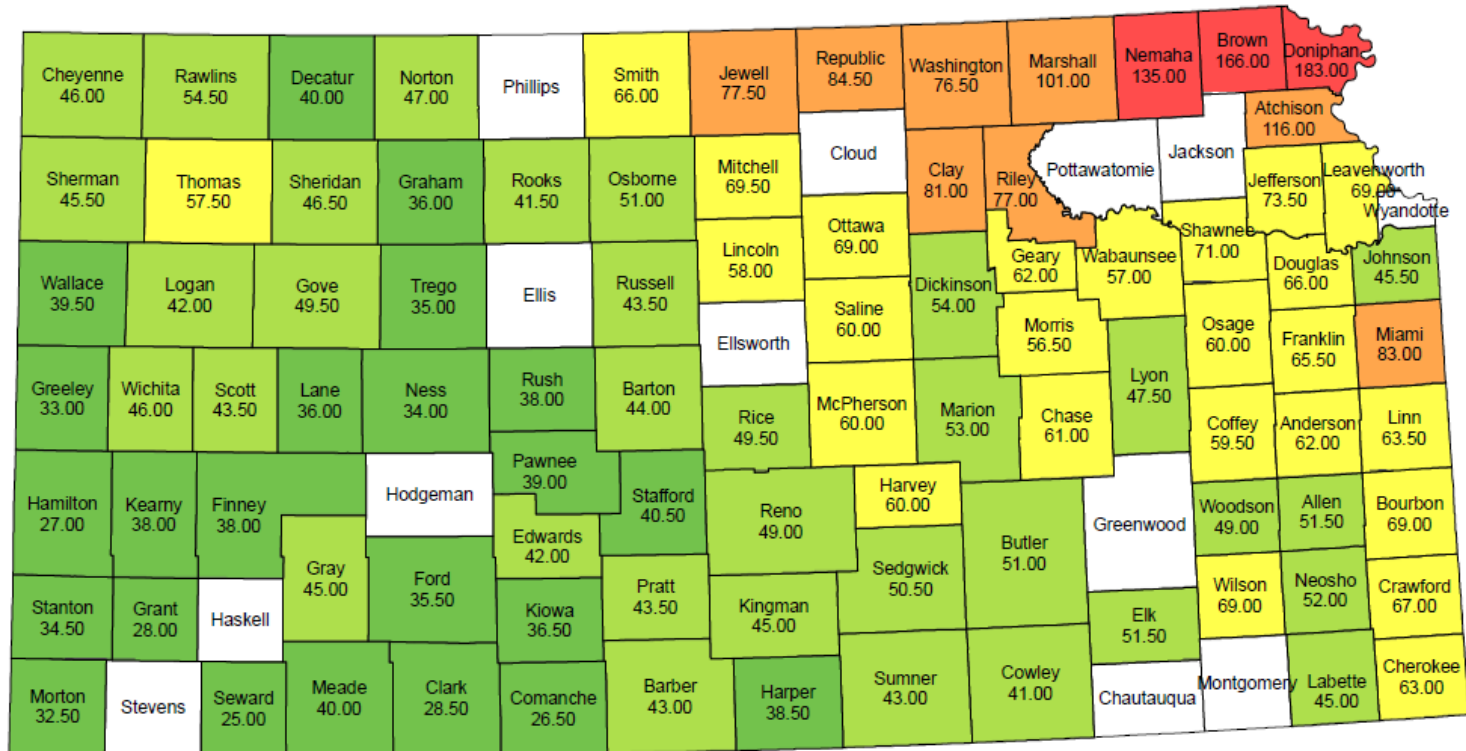 Cheyenne
46.00
Rawlins
54.50
Decatur
40.00
Norton
47.00
Phillips
Smith
66.00
Jewell
77.50
Republic
84.50
Washington
76.50
Marshall
101.00
Nemaha
135.00
Brown
166.00
Doniphan
183.00
Atchison
116.00
Sherman
45.50
Thomas
57.50
Sheridan
46.50
Graham
36.00
Rooks
41.50
Osborne
51.00
Mitchell
69.50
Cloud
Clay
81.00
Riley
77.00
Pottawatomie
Jackson
Jefferson
73.50
Leavenworth
69.00
Wyandotte
Wallace
39.50
Logan
42.00
Gove
49.50
Trego
35.00
Ellis
Russell
43.50
Lincoln
58.00
Ottawa
69.00
Dickinson
54.00
Geary
62.00
Wabaunsee
57.00
Shawnee
71.00
Douglas
66.00
Johnson
45.50
Ellsworth
Saline
60.00
Morris
56.50
Osage
60.00
Franklin
65.50
Miami
83.00
Greeley
33.00
Wichita
46.00
Scott
43.50
Lane
36.00
Ness
34.00
Rush
38.00
Barton
44.00
Rice
49.50
McPherson
60.00
Marion
53.00
Chase
61.00
Lyon
47.50
Coffey
59.50
Anderson
62.00
Linn
63.50
Hamilton
27.00
Kearny
38.00
Finney
38.00
Hodgeman
Pawnee
39.00
Stafford
40.50
Edwards
42.00
Reno
49.00
Harvey
60.00
Butler
51.00
Greenwood
Woodson
49.00
Allen
51.50
Bourbon
69.00
Gray
45.00
Ford
35.50
Kiowa
36.50
Pratt
43.50
Kingman
45.00
Sedgwick
50.50
Elk
51.50
Wilson
69.00
Neosho
52.00
Crawford
67.00
Stanton
34.50
Grant
28.00
Haskell
Morton
32.50
Stevens
Seward
25.00
Meade
40.00
Clark
28.50
Comanche
26.50
Barber
43.00
Harper
38.50
Sumner
43.00
Cowley
41.00
Chautauqua
Montgomery
Labette
45.00
Cherokee
63.00